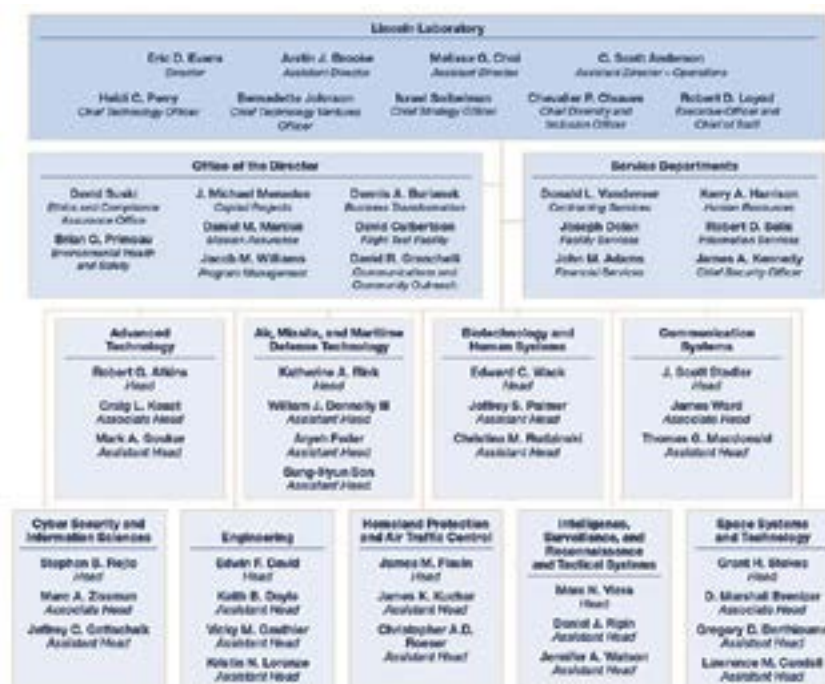 Lincoln Laboratory
Eric D. Evans
Director
Justin J. Brooke
Assistant Director
Melissa G. Choi
Assistant Director
C. Scott Anderson
Assistant Director – Operations
Heidi C. Perry
Chief Technology Officer
Bernadette Johnson
Chief Technology Ventures
Officer
Israel Soibelman
Chief Strategy Officer
Chevalier P. Cleaves
Chief Diversity and
Inclusion Officer
Robert D. Loynd
Executive Officer and
Chief of Staff
Office of the Director
David Suski
Ethics and Compliance
Assurance Office
Brian G. Primeau
Environmental Health
and Safety
J. Michael Menadue
Capital Projects
Daniel M. Marcus
Mission Assurance
Jacob M. Williams
Program Management
Dennis A. Burianek
Business Transformation
David Culbertson
Flight Test Facility
David R. Granchelli
Communications and
Community Outreach
Service Departments
Donald L.
Contracting Services
Joseph Dolan
Facility Services
John M. Adams
Financial Services
Kerry A. Harrison
Human Resources
Robert D.
Information Services
James A. Kennedy
Chief Security Officer
Advanced
Technology
Robert G. Atkins
Head
Craig L. Keast
Associate Head
Mark A. Gouker
Assistant Head
Air, Missile, and Maritime
Defense Technology
Katherine A. Rink
Head
William J. Donnelly III
Assistant Head
Aryeh Feder
Assistant Head
Sung-Hyun Son
Assistant Head
Biotechnology and
Human Systems
Edward C. Wack
Head
Jeffrey S. Palmer
Assistant Head
Christina M. Rudzinski
Assistant Head
Communication
Systems
J. Scott Stadler
Head
James Ward
Associate Head
Thomas G. Macdonald
Assistant Head
Cyber Security and
Information Sciences
Stephen B. Rejto
Head
Marc A. Zissman
Associate Head
Jeffrey C. Gottschalk
Assistant Head
Engineering
Edwin F. David
Head
Keith B. Doyle
Assistant Head
Vicky M. Gauthier
Assistant Head
Kristin N. Lorenze
Assistant Head
Homeland Protection
and Air Traffic Control
James M. Flavin
Head
James K. Kuchar
Assistant Head
Christopher A.D.
Roeser
Assistant Head
Intelligence,
Surveillance, and
Reconnaissance
and Tactical Systems
Marc N. Viera
Head
Daniel J. Ripin
Assistant Head
Jennifer A. Watson
Assistant Head
Space Systems
and Technology
Grant H. Stokes
Head
D. Marshall Brenizer
Associate Head
Gregory D. Berthiaume
Assistant Head
Lawrence M. Candell
Assistant Head